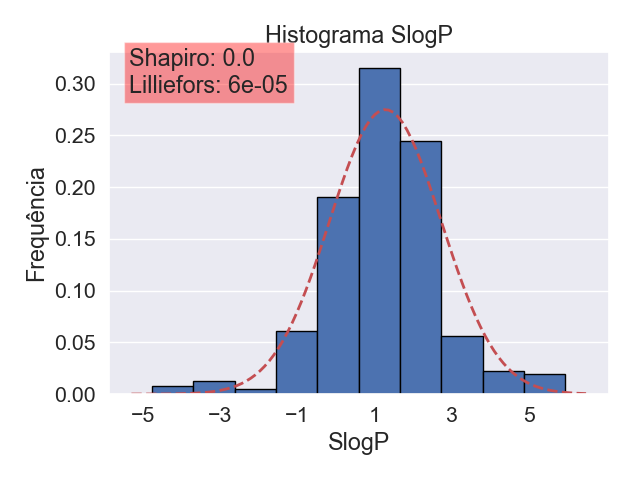 Histograma SlogP
Shapiro: 0.0
Lilliefors: 6e-05
Frequência
0.30
0.25
0.20
0.15
0.10
0.05
0.00
−5 −3 −1 1 3 5
SlogP